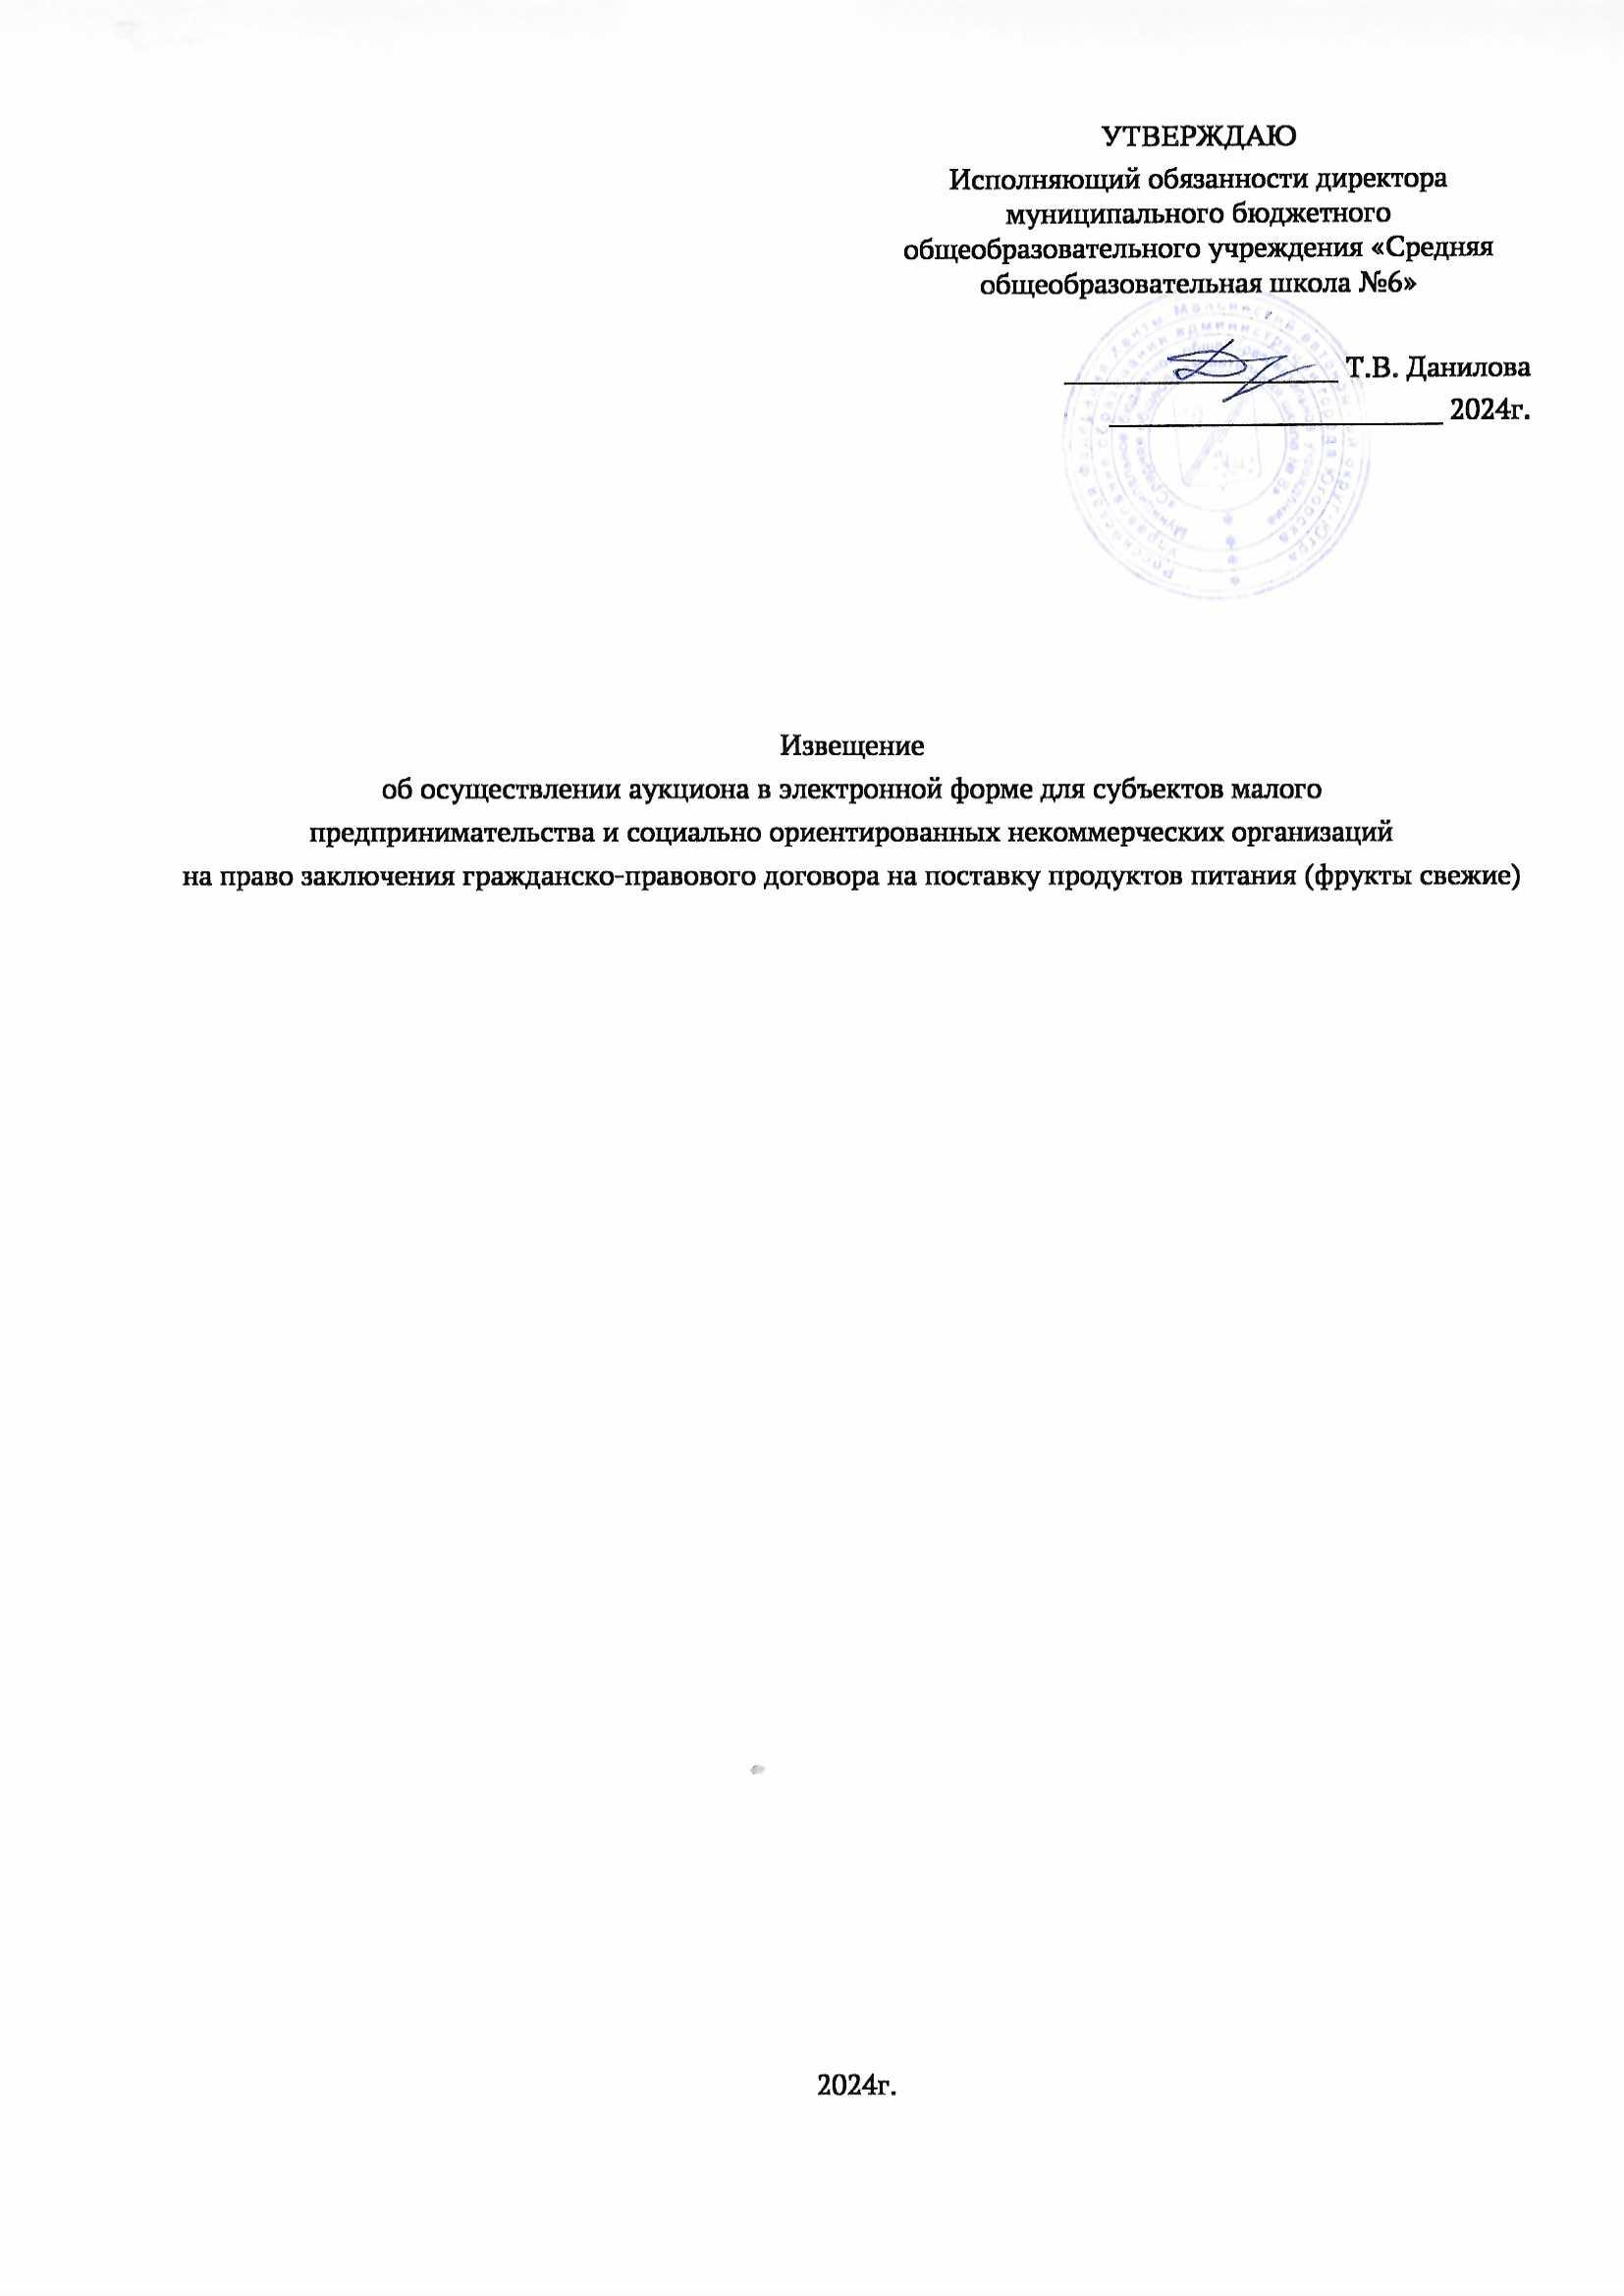 УТВЕРЖДАЮ
Исполняющий обязанности директора
муниципального бюджетного
общеобразовательного учреждения «Средняя
общеобразовательная школа №6»
Т.В. Данилова
2024г.
Извещение
об осуществлении аукциона в электронной форме для субъектов малого
предпринимательства и социально ориентированных некоммерческих организаций
на право заключения гражданско-правового договора на поставку продуктов питания (фрукты свежие)
2024г.